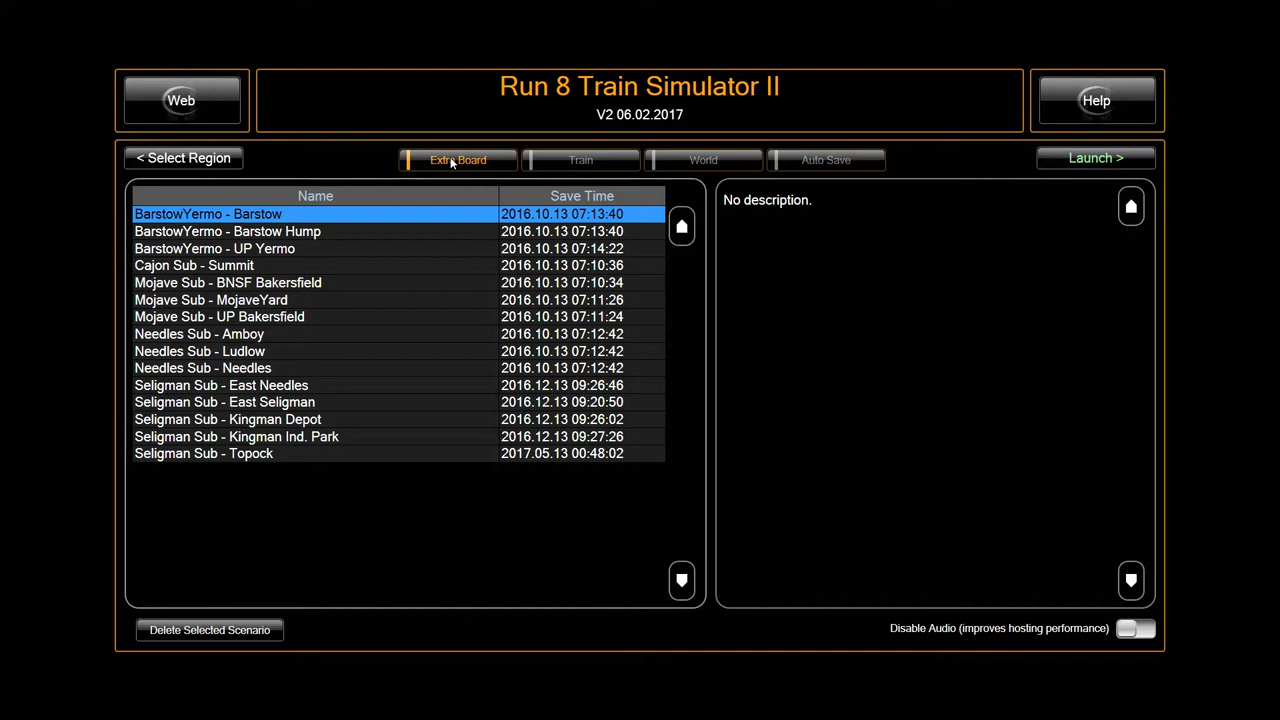 Web
Run 8 Train Simulator II
V2 06.02.2017
Help
< Select Region
Extra Board
Train
World
Auto Save
Launch >
Name Save Time
BarstowYermo - Barstow 2016.10.13 07:13:40
BarstowYermo - Barstow Hump 2016.10.13 07:13:40
BarstowYermo - UP Yermo 2016.10.13 07:14:22
Cajon Sub - Summit 2016.10.13 07:10:36
Mojave Sub - BNSF Bakersfield 2016.10.13 07:10:34
Mojave Sub - MojaveYard 2016.10.13 07:11:26
Mojave Sub - UP Bakersfield 2016.10.13 07:11:24
Needles Sub - Amboy 2016.10.13 07:12:42
Needles Sub - Ludlow 2016.10.13 07:12:42
Needles Sub - Needles 2016.10.13 07:12:42
Seligman Sub - East Needles 2016.12.13 09:26:46
Seligman Sub - East Seligman 2016.12.13 09:20:50
Seligman Sub - Kingman Depot 2016.12.13 09:26:02
Seligman Sub - Kingman Ind. Park 2016.12.13 09:27:26
Seligman Sub - Topock 2017.05.13 00:48:02
No description.
Delete Selected Scenario
Disable Audio (improves hosting performance)